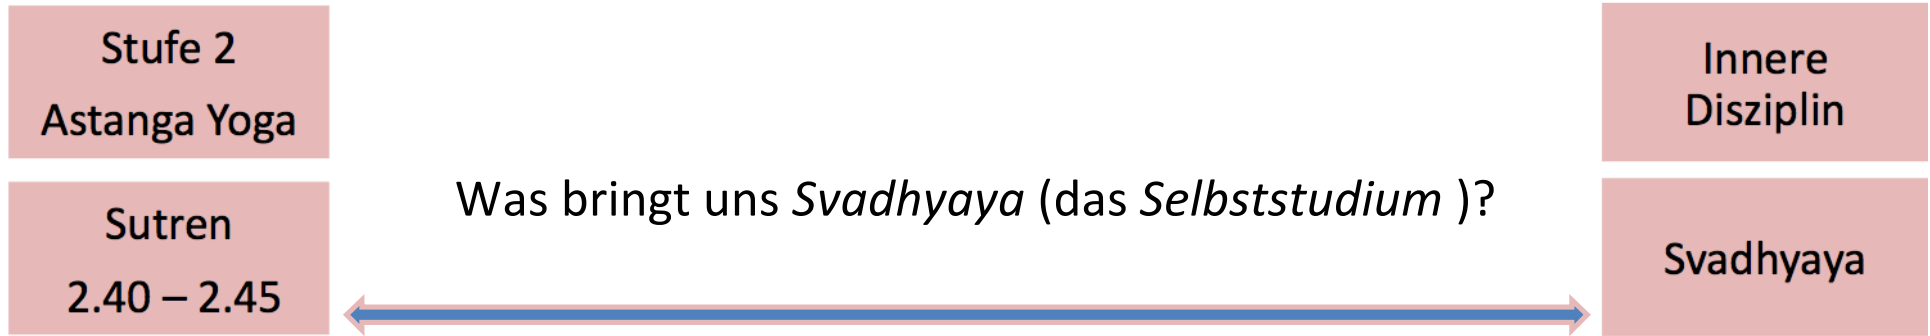 Stufe 2
Astanga Yoga
Sutren
2.40 – 2.45
Was bringt uns Svadhyaya (das Selbststudium )?
Innere
Disziplin
Svadhyaya